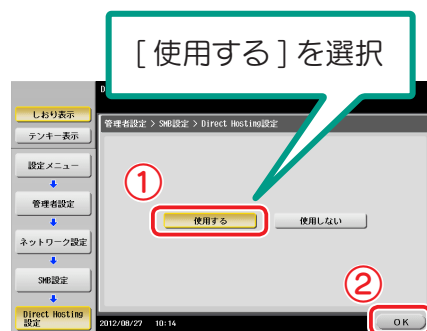 [使用する]を選択
D
しおり表示
テンキー表示
管理者設定 > SMB設定 > Direct Hosting設定
設定メニュー
管理者設定
ネットワーク設定
SMB設定
Direct Hosting
設定
①
使用する
使用しない
②
2012/08/27 10:14
OK